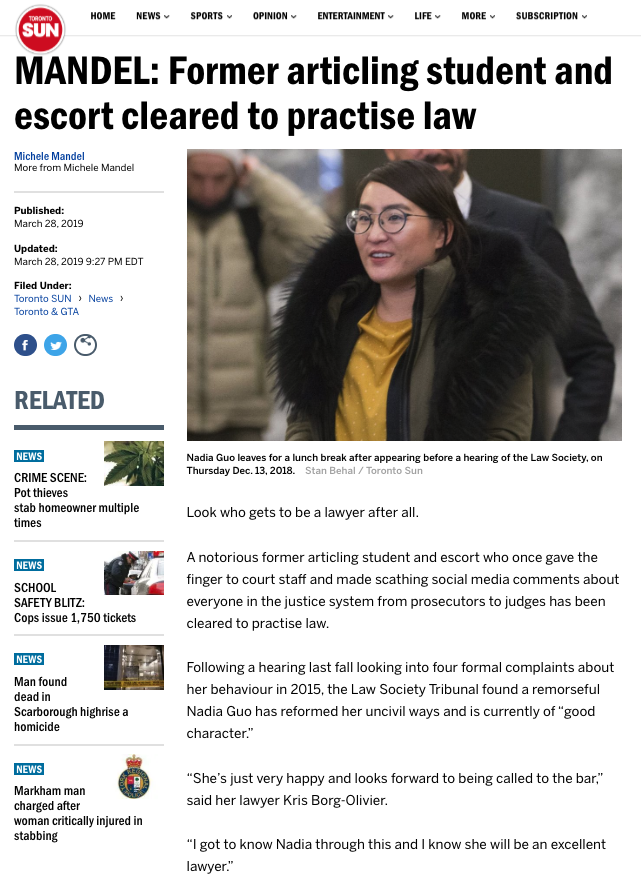 TORONTO
SUN
HOME NEWS SPORTS OPINION ENTERTAINMENT LIFE MORE SUBSCRIPTION
MANDEL: Former articling student and
escort cleared to practise law
Michele Mandel
More from Michele Mandel
Published:
March 28, 2019
Updated:
March 28, 2019 9:27 PM EDT
Filed Under:
Toronto SUN › News ›
Toronto & GTA
RELATED
NEWS
CRIME SCENE:
Pot thieves
stab homeowner multiple
times
NEWS
SCHOOL
SAFETY BLITZ:
Cops issue 1,750 tickets
NEWS
Man found
dead in
Scarborough highrise a
homicide
NEWS
Markham man
charged after
woman critically injured in
stabbing
Nadia Guo leaves for a lunch break after appearing before a hearing of the Law Society, on
Thursday Dec. 13, 2018. Stan Behal / Toronto Sun
Look who gets to be a lawyer after all.
A notorious former articling student and escort who once gave the
finger to court staff and made scathing social media comments about
everyone in the justice system from prosecutors to judges has been
cleared to practise law.
Following a hearing last fall looking into four formal complaints about
her behaviour in 2015, the Law Society Tribunal found a remorseful
Nadia Guo has reformed her uncivil ways and is currently of “good
character.”
“She’s just very happy and looks forward to being called to the bar,”
said her lawyer Kris Borg-Olivier.
“I got to know Nadia through this and I know she will be an excellent
lawyer.”